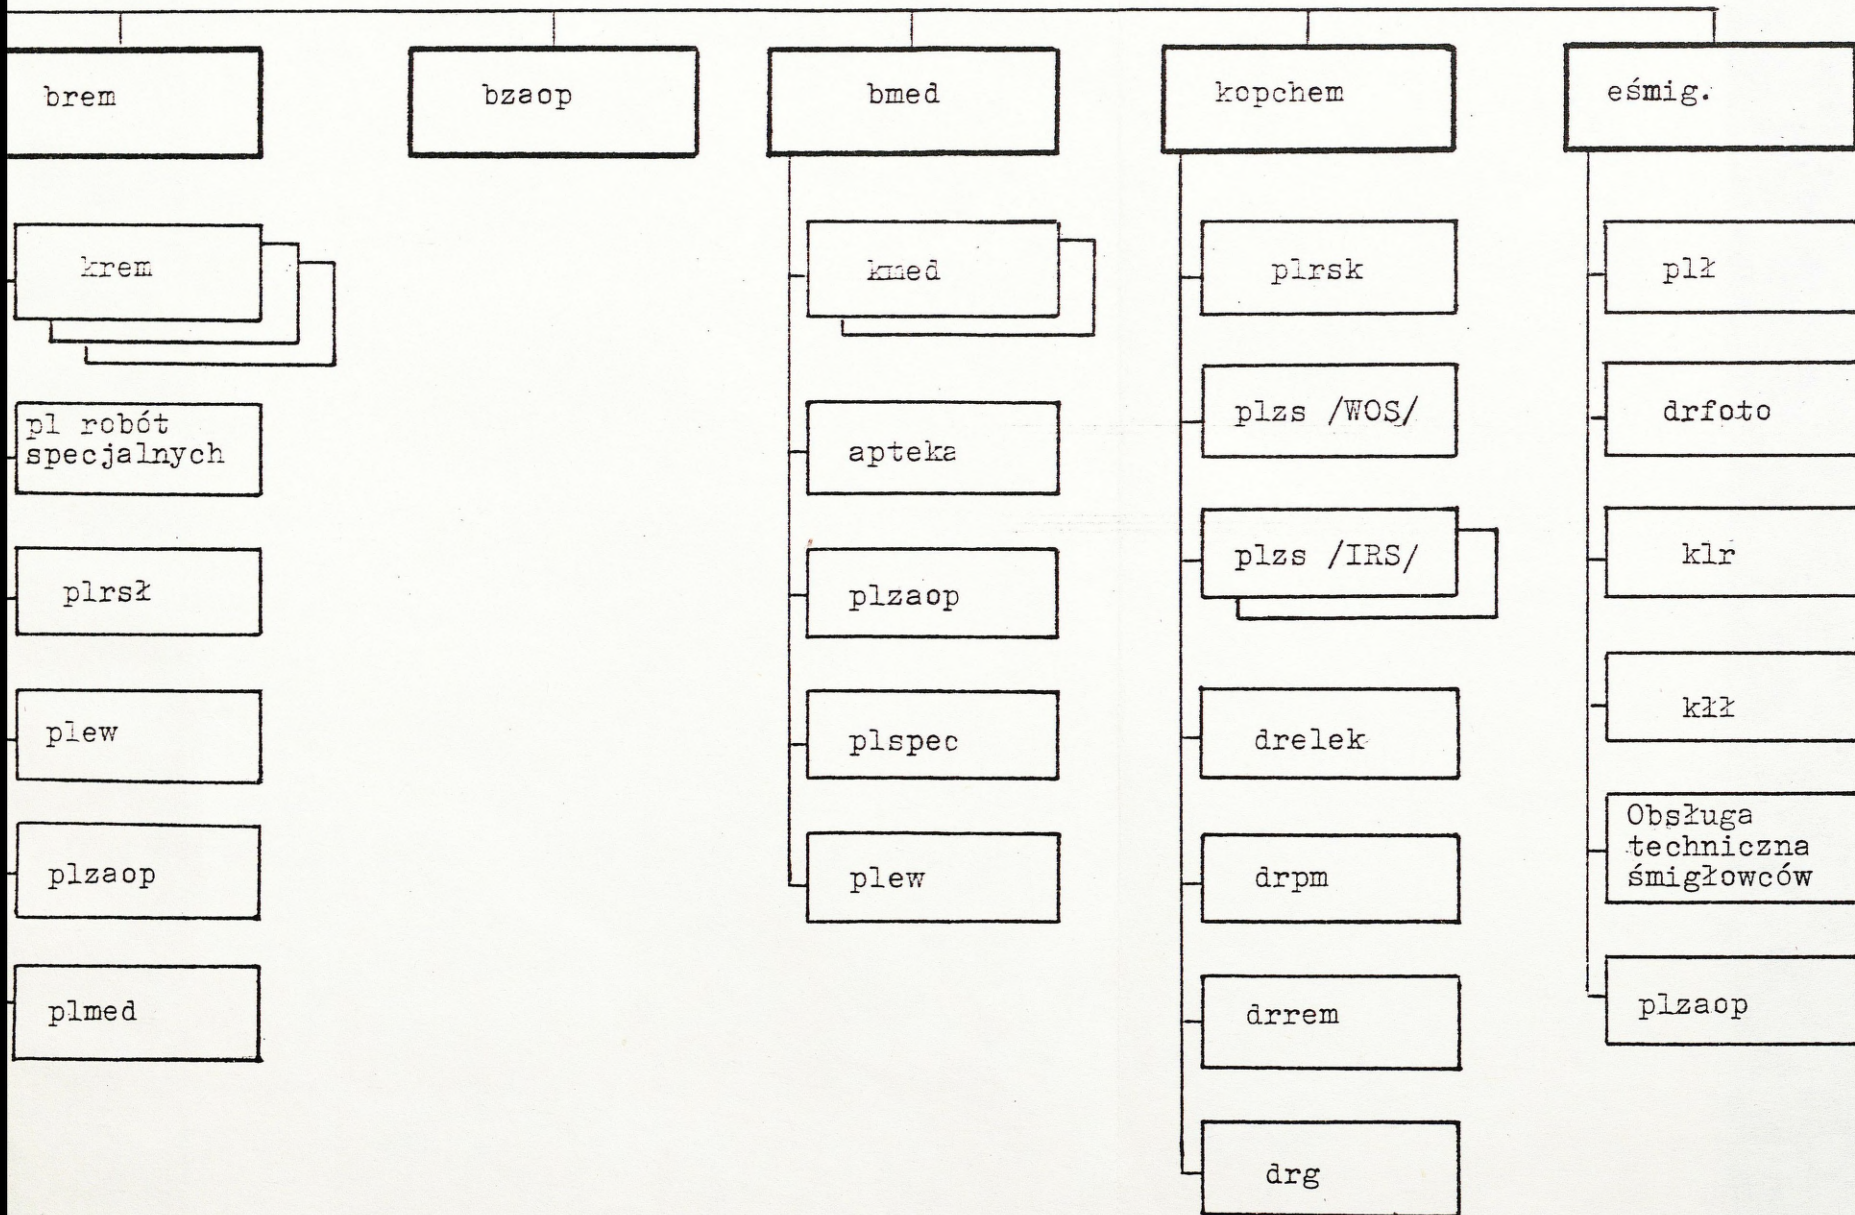 brem
bzaop
bmed
kopchem
eśmig.
krem
pl robót
specjalnych
plrsł
plew
plzaop
plmed
kmed
apteka
plzaop
plspec
plew
plrsk
plzs /WOS/
plzs /IRS/
drelek
drpm
drrem
drg
plł
drfoto
klr
kłł
Obsługa
techniczna
śmigłowców
plzaop